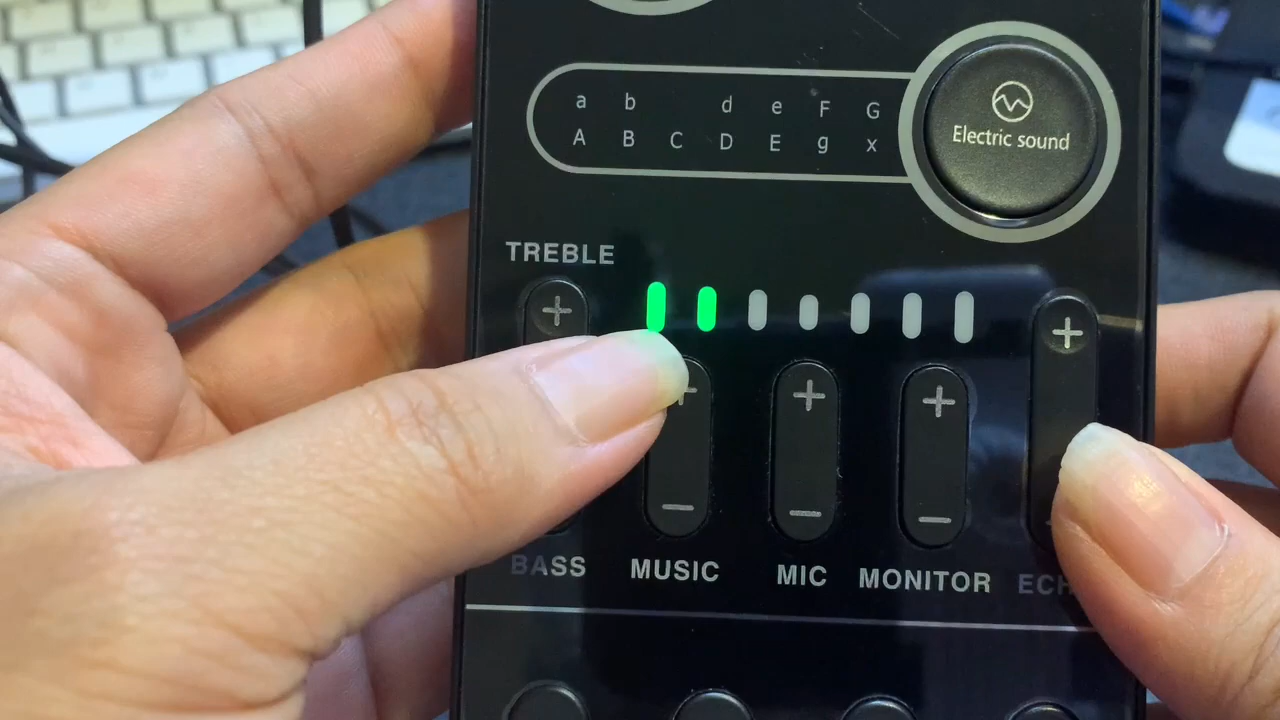 a b d e F G
A B C D E g x
Electric sound
TREBLE
BASS MUSIC MIC MONITOR